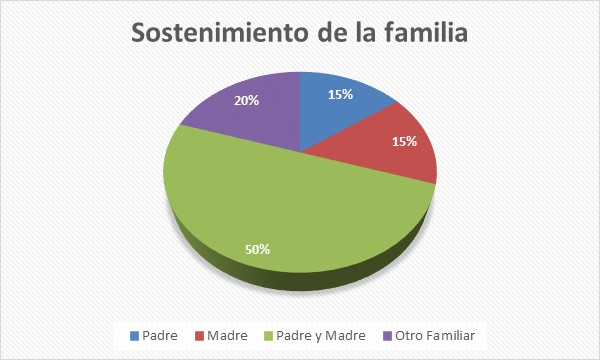 Sostenimiento de la familia
20% 15%
15%
50%
Padre Madre Padre y Madre Otro Familiar